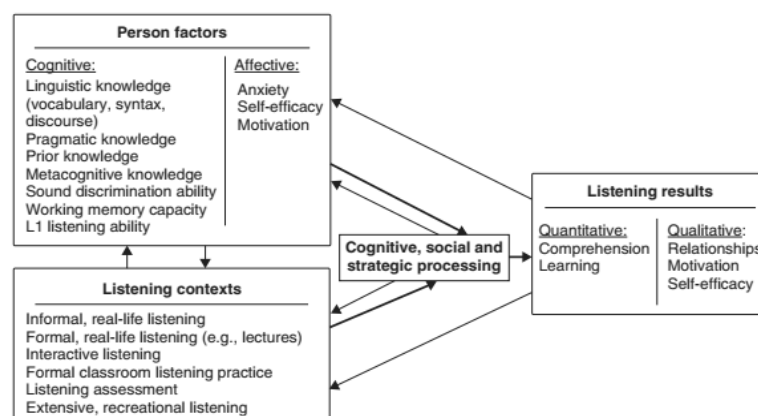 Person factors
Cognitive:
Linguistic knowledge
(vocabulary, syntax,
discourse)
Pragmatic knowledge
Prior knowledge
Metacognitive knowledge
Sound discrimination ability
Working memory capacity
L1 listening ability
Affective:
Anxiety
Self-efficacy
Motivation
Listening contexts
Informal, real-life listening
Formal, real-life listening (e.g., lectures)
Interactive listening
Formal classroom listening practice
Listening assessment
Extensive, recreational listening
Cognitive, social and
strategic processing
Listening results
Quantitative:
Comprehension
Learning
Qualitative:
Relationships
Motivation
Self-efficacy